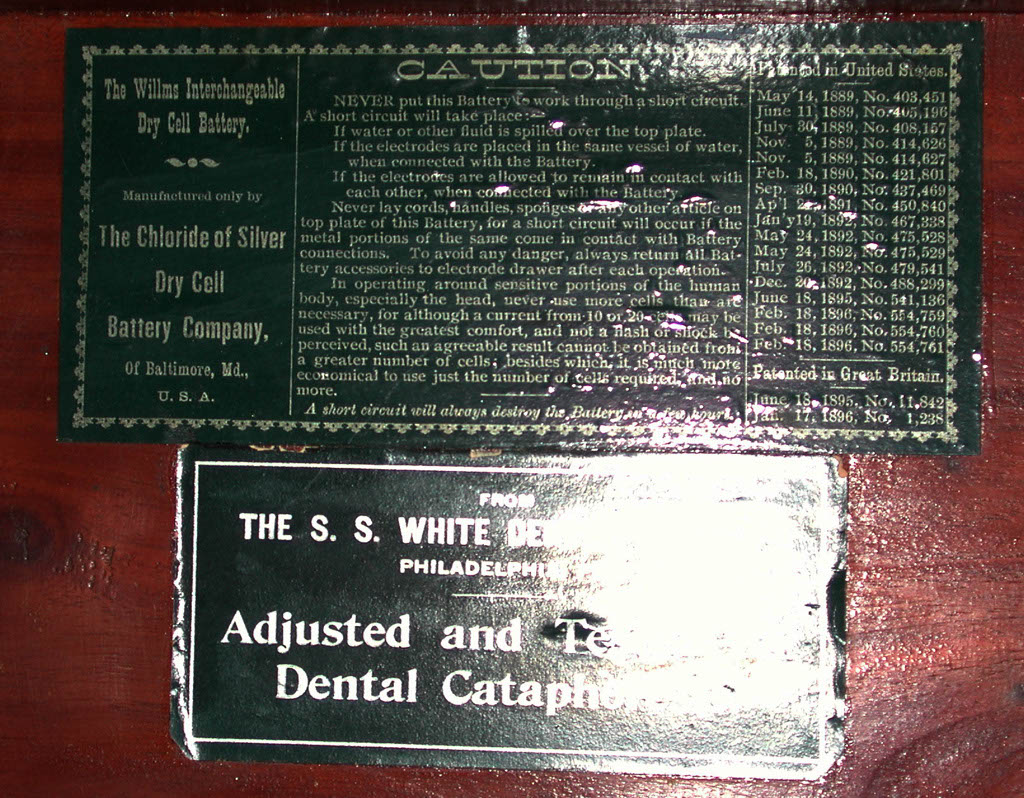 The Willms Interchangeable
Dry Cell Battery.
Manufactured only by
The Chloride of Silver
Dry Cell
Battery Company,
Of Baltimore, Md.,
U. S. A.
CAUTION.
NEVER put this Battery to work through a short circuit.
A short circuit will take place:—
If water or other fluid is spilled over the top plate.
If the electrodes are placed in the same vessel of water,
when connected with the Battery.
If the electrodes are allowed to remain in contact with
each other, when connected with the Battery.
Never lay cords, handles, sponges or any other article on
top plate of this Battery, for a short circuit will occur if the
metal portions of the same come in contact with Battery
connections. To avoid any danger, always return all Bat-
tery accessories to electrode drawer after each operation.
In operating around sensitive portions of the human
body, especially the head, never use more cells than are
necessary, for although a current from 10 or 20 cells may be
used with the greatest comfort, and not a flash or shock be
perceived, such an agreeable result cannot be obtained from
a greater number of cells; besides which, it is much more
economical to use just the number of cells required, and no
more.
A short circuit will always destroy the Battery in a few hours.
Patented in United States.
May 14, 1889, No. 403,451
June 11, 1889, No. 405,196
July 30, 1889, No. 408,157
Nov. 5, 1889, No. 414,626
Nov. 5, 1889, No. 414,627
Feb. 18, 1890, No. 421,801
Sep. 30, 1890, No. 437,469
Ap'l 1891, No. 450,840
Jan'y 19, 1892, No. 467,338
May 24, 1892, No. 475,528
May 24, 1892, No. 475,529
July 26, 1892, No. 479,541
Dec. 20, 1892, No. 488,299
June 18, 1895, No. 541,136
Feb. 18, 1896, No. 554,759
Feb. 18, 1896, No. 554,760
Feb. 18, 1896, No. 554,761
Patented in Great Britain.
June 18, 1895, No. 11,842
Jan. 17, 1896, No. 1,238
FROM
THE S. S. WHITE
PHILADELPHIA
Adjusted and
Dental